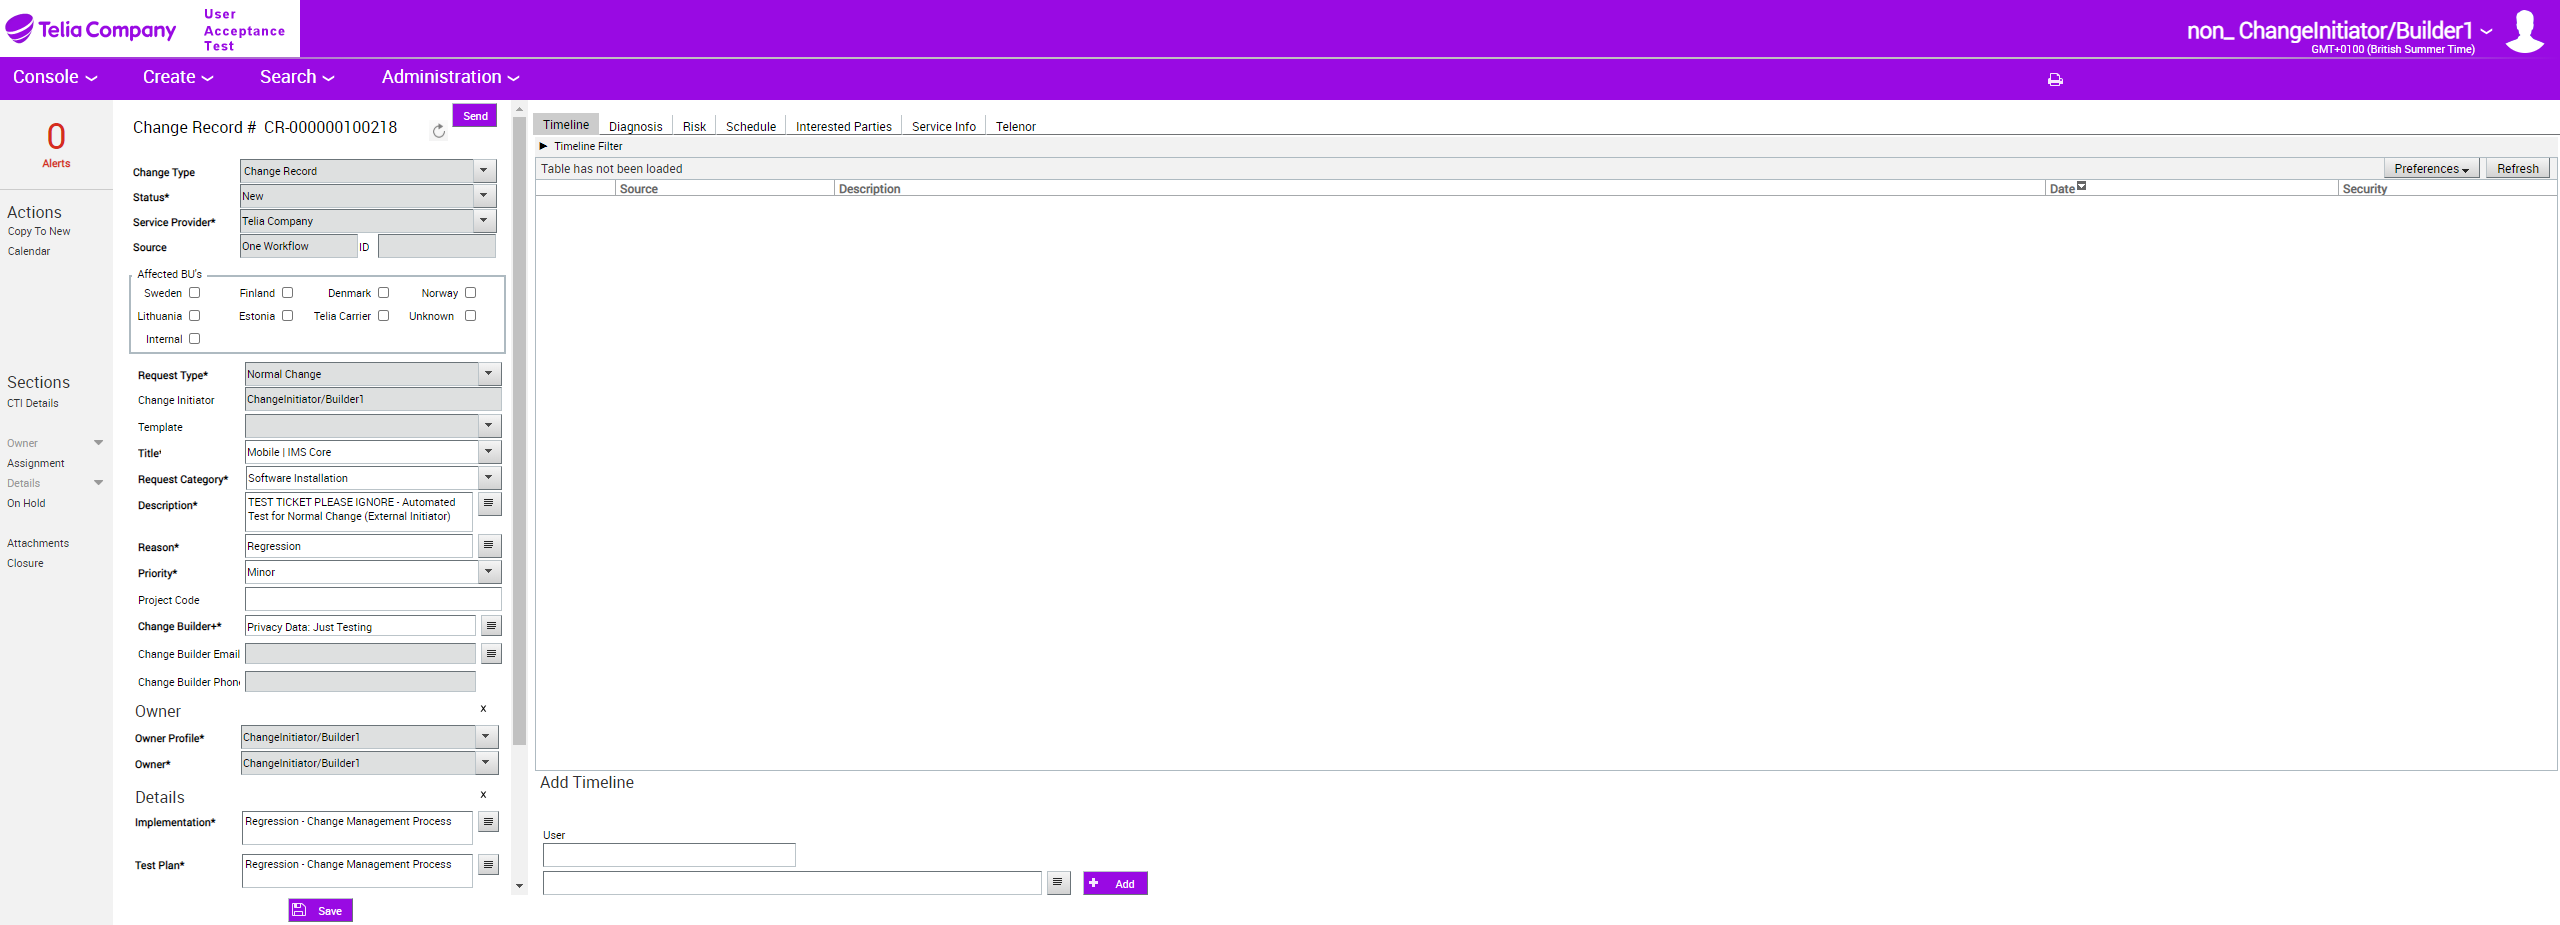 Telia Company
User
Acceptance
Test
non_ ChangeInitiator/Builder1
GMT+0100 (British Summer Time)
Console
Create
Search
Administration
0
Alerts
Actions
Copy To New
Calendar
Sections
CTI Details
Owner
Assignment
Details
On Hold
Attachments
Closure
Change Record # CR-000000100218
Send
Change Type Change Record
Status* New
Service Provider* Telia Company
Source One Workflow ID
Affected BU's
Sweden Finland Denmark Norway
Lithuania Estonia Telia Carrier Unknown
Internal
Request Type* Normal Change
Change Initiator ChangeInitiator/Builder1
Template
Title Mobile | IMS Core
Request Category* Software Installation
Description* TEST TICKET PLEASE IGNORE - Automated
Test for Normal Change (External Initiator)
Reason* Regression
Priority* Minor
Project Code
Change Builder+* Privacy Data: Just Testing
Change Builder Email
Change Builder Phon
Owner x
Owner Profile* ChangeInitiator/Builder1
Owner* ChangeInitiator/Builder1
Details x
Implementation* Regression - Change Management Process
Test Plan* Regression - Change Management Process
Save
Timeline Diagnosis Risk Schedule Interested Parties Service Info Telenor
Timeline Filter
Table has not been loaded Preferences Refresh
Source Description Date Security
Add Timeline
User
Add